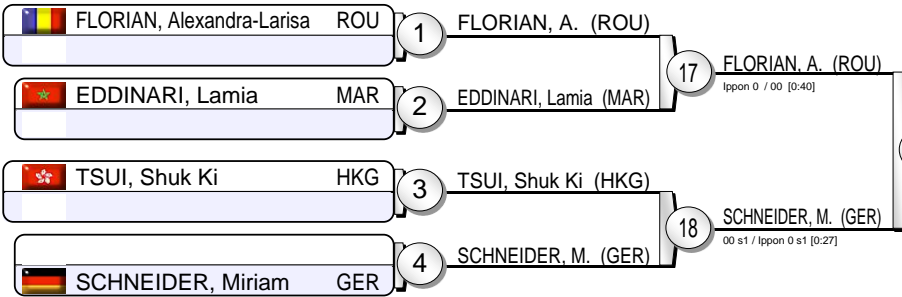 FLORIAN, Alexandra-Larisa ROU
1
FLORIAN, A. (ROU)
17
FLORIAN, A. (ROU)
Ippon 0 / 00 [0:40]
EDDINARI, Lamia MAR
2
EDDINARI, Lamia (MAR)
TSUI, Shuk Ki HKG
3
TSUI, Shuk Ki (HKG)
18
SCHNEIDER, M. (GER)
00 s1 / Ippon 0 s1 [0:27]
4
SCHNEIDER, M. (GER)
SCHNEIDER, Miriam GER